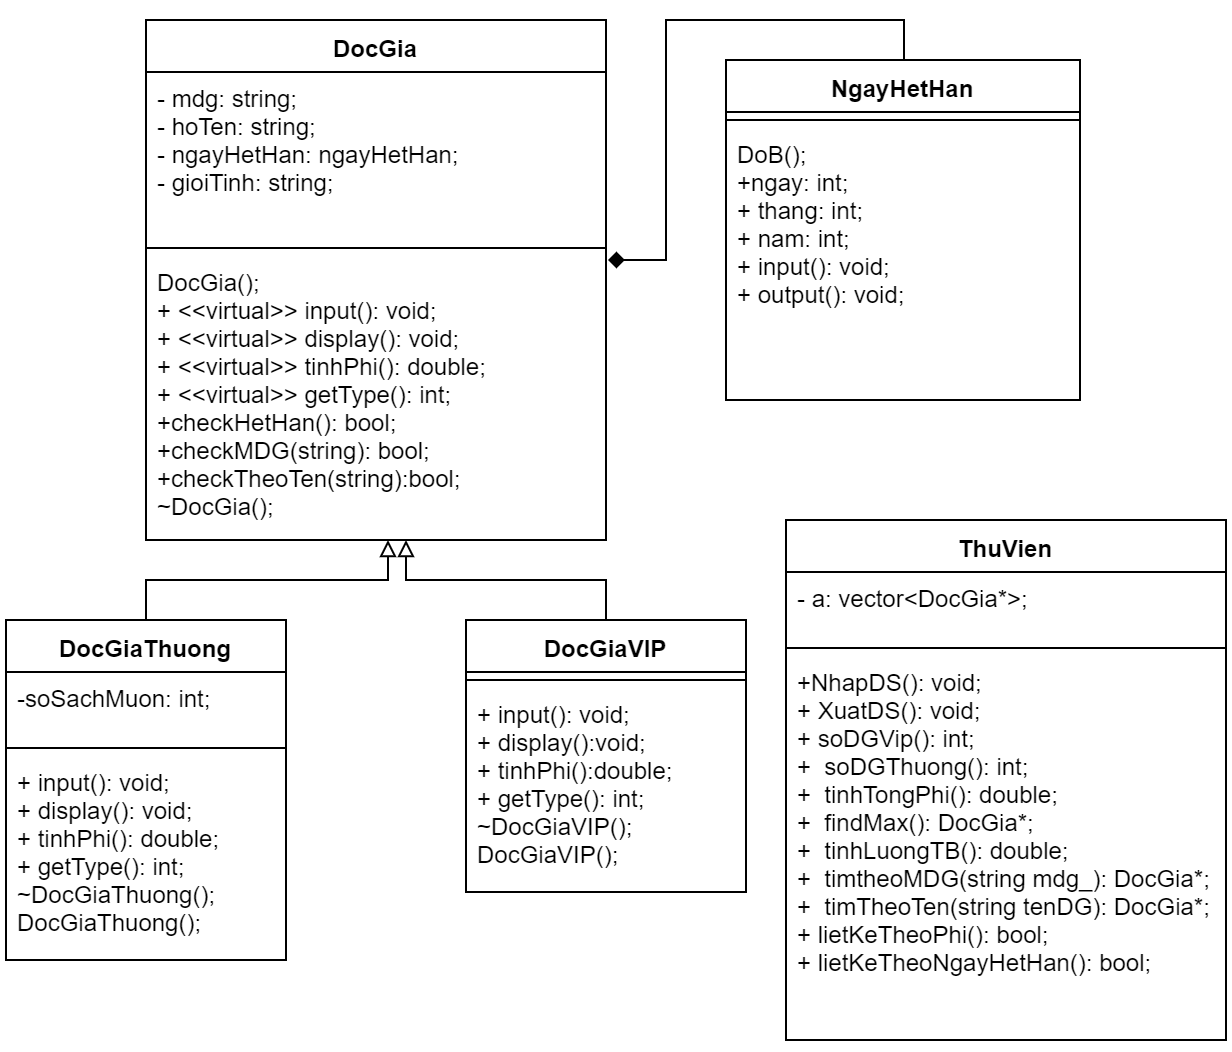 DocGia
- mdg: string;
- hoTen: string;
- ngayHetHan: ngayHetHan;
- gioiTinh: string;
DocGia();
+ <<virtual>> input(): void;
+ <<virtual>> display(): void;
+ <<virtual>> tinhPhi(): double;
+ <<virtual>> getType(): int;
+checkHetHan(): bool;
+checkMDG(string): bool;
+checkTheoTen(string):bool;
~DocGia();
NgayHetHan
DoB();
+ngay: int;
+ thang: int;
+ nam: int;
+ input(): void;
+ output(): void;
DocGiaThuong
-soSachMuon: int;
+ input(): void;
+ display(): void;
+ tinhPhi(): double;
+ getType(): int;
~DocGiaThuong();
DocGiaThuong();
DocGiaVIP
+ input(): void;
+ display():void;
+ tinhPhi():double;
+ getType(): int;
~DocGiaVIP();
DocGiaVIP();
ThuVien
- a: vector<DocGia*>;
+NhapDS(): void;
+ XuatDS(): void;
+ soDGVip(): int;
+  soDGThuong(): int;
+  tinhTongPhi(): double;
+  findMax(): DocGia*;
+  tinhLuongTB(): double;
+  timtheoMDG(string mdg_): DocGia*;
+  timTheoTen(string tenDG): DocGia*;
+ lietKeTheoPhi(): bool;
+ lietKeTheoNgayHetHan(): bool;